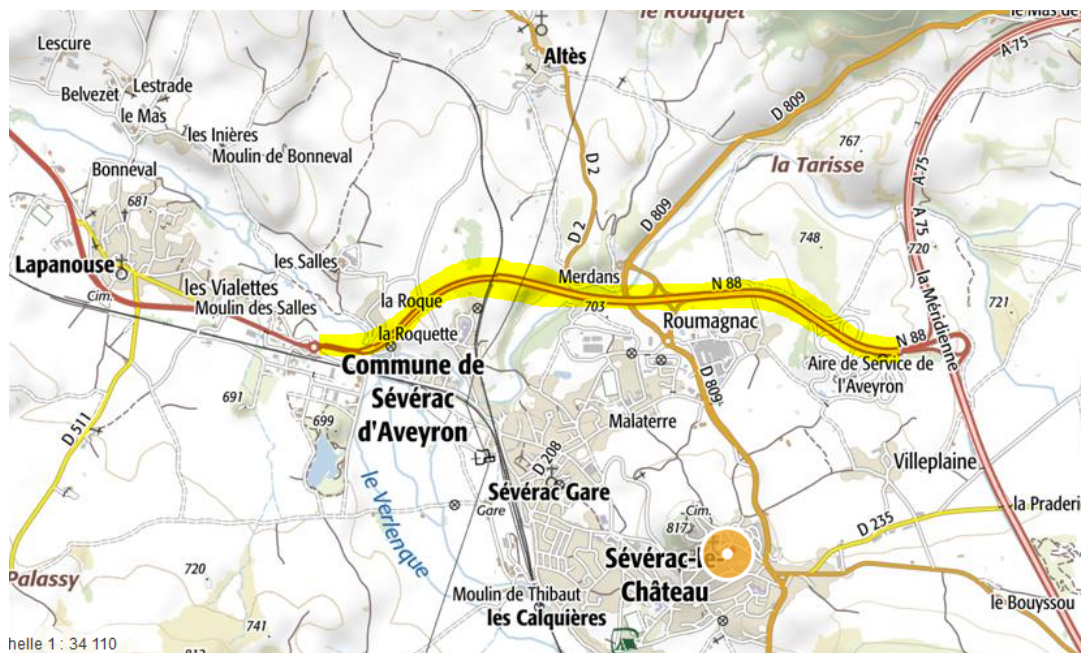 le Rouquet
le Mas de
Lescure
Altès
A 75
Belvezet
Lestrade
le Mas
D 809
les Inières
Moulin de Bonneval
767
la Tarisse
D 2
A 75
Bonneval
681
D 809
A 75
D 2
748
720
Lapanouse
les Salles
Merdans
N 88
la Méridienne
Cim.
les Vialettes
Moulin des Salles
la Roque
703
721
la Roquette
Roumagnac
N 88
Commune de
Sévérac
d'Aveyron
Aire de Service de
l'Aveyron
691
D 809
699
Malaterre
D 511
D 208
Villeplaine
le Verlenque
Sévérac Gare
Gare
Cim.
817
la Praderi
D 235
Sévérac-le-
Château
720
Palassy
Moulin de Thibaut
les Calquières
le Bouyssou
741
helle 1 : 34 110